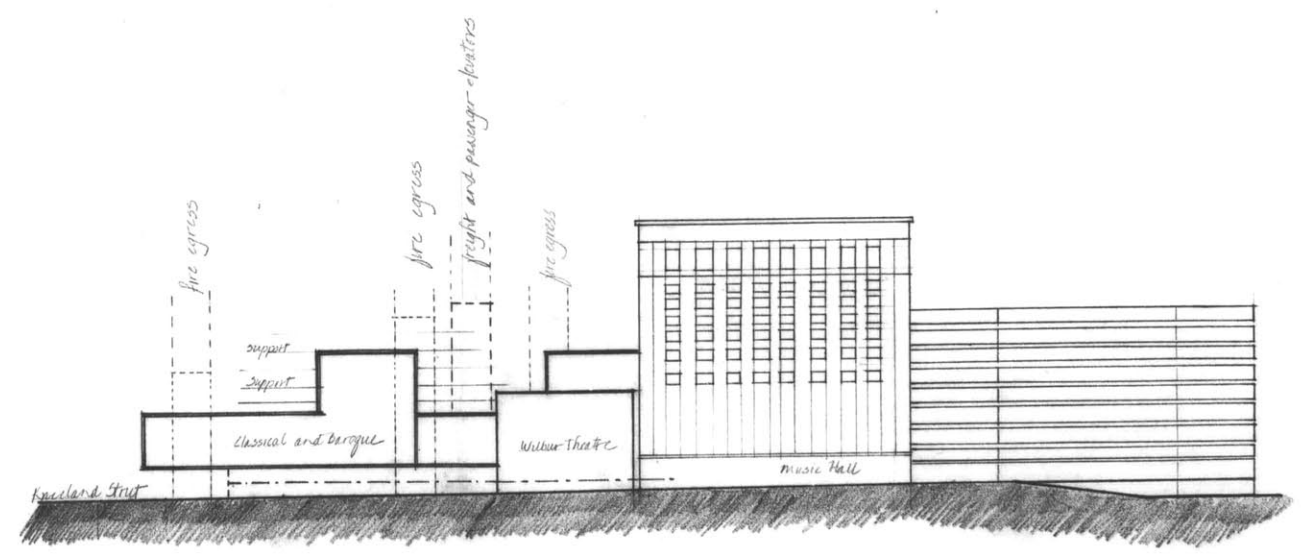 fire egress
fire egress
freight and passenger elevators
fire egress
support
support
Classical and Baroque
Wilbur Theatre
Music Hall
Kneeland Street